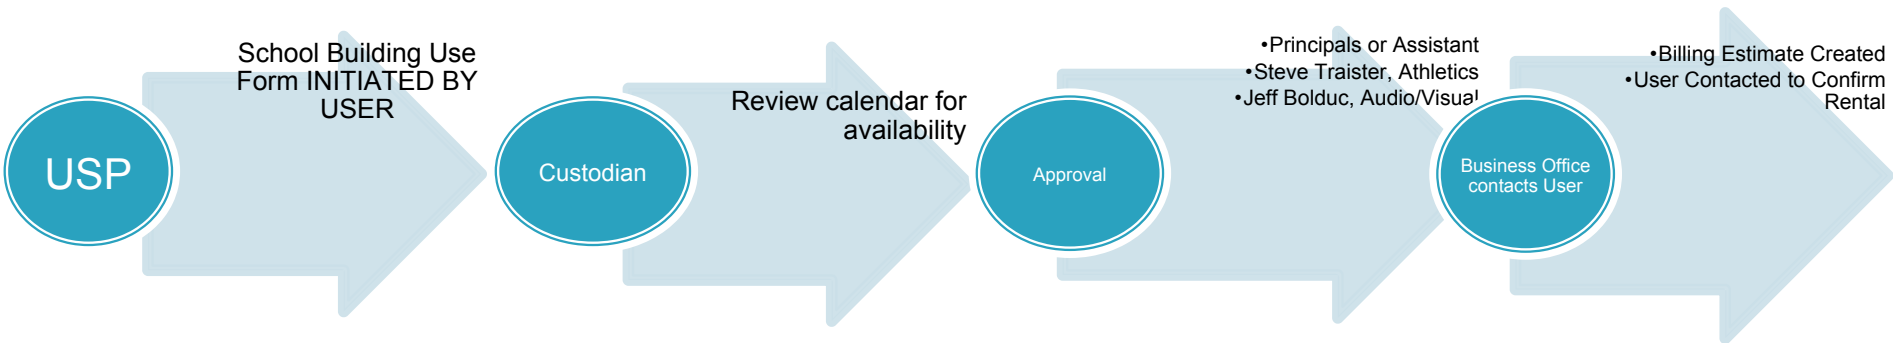 USP
School Building Use
Form INITIATED BY
USER
Custodian
Review calendar for
availability
Approval
•Principals or Assistant
•Steve Traister, Athletics
•Jeff Bolduc, Audio/Visual
Business Office
contacts User
•Billing Estimate Created
•User Contacted to Confirm
Rental